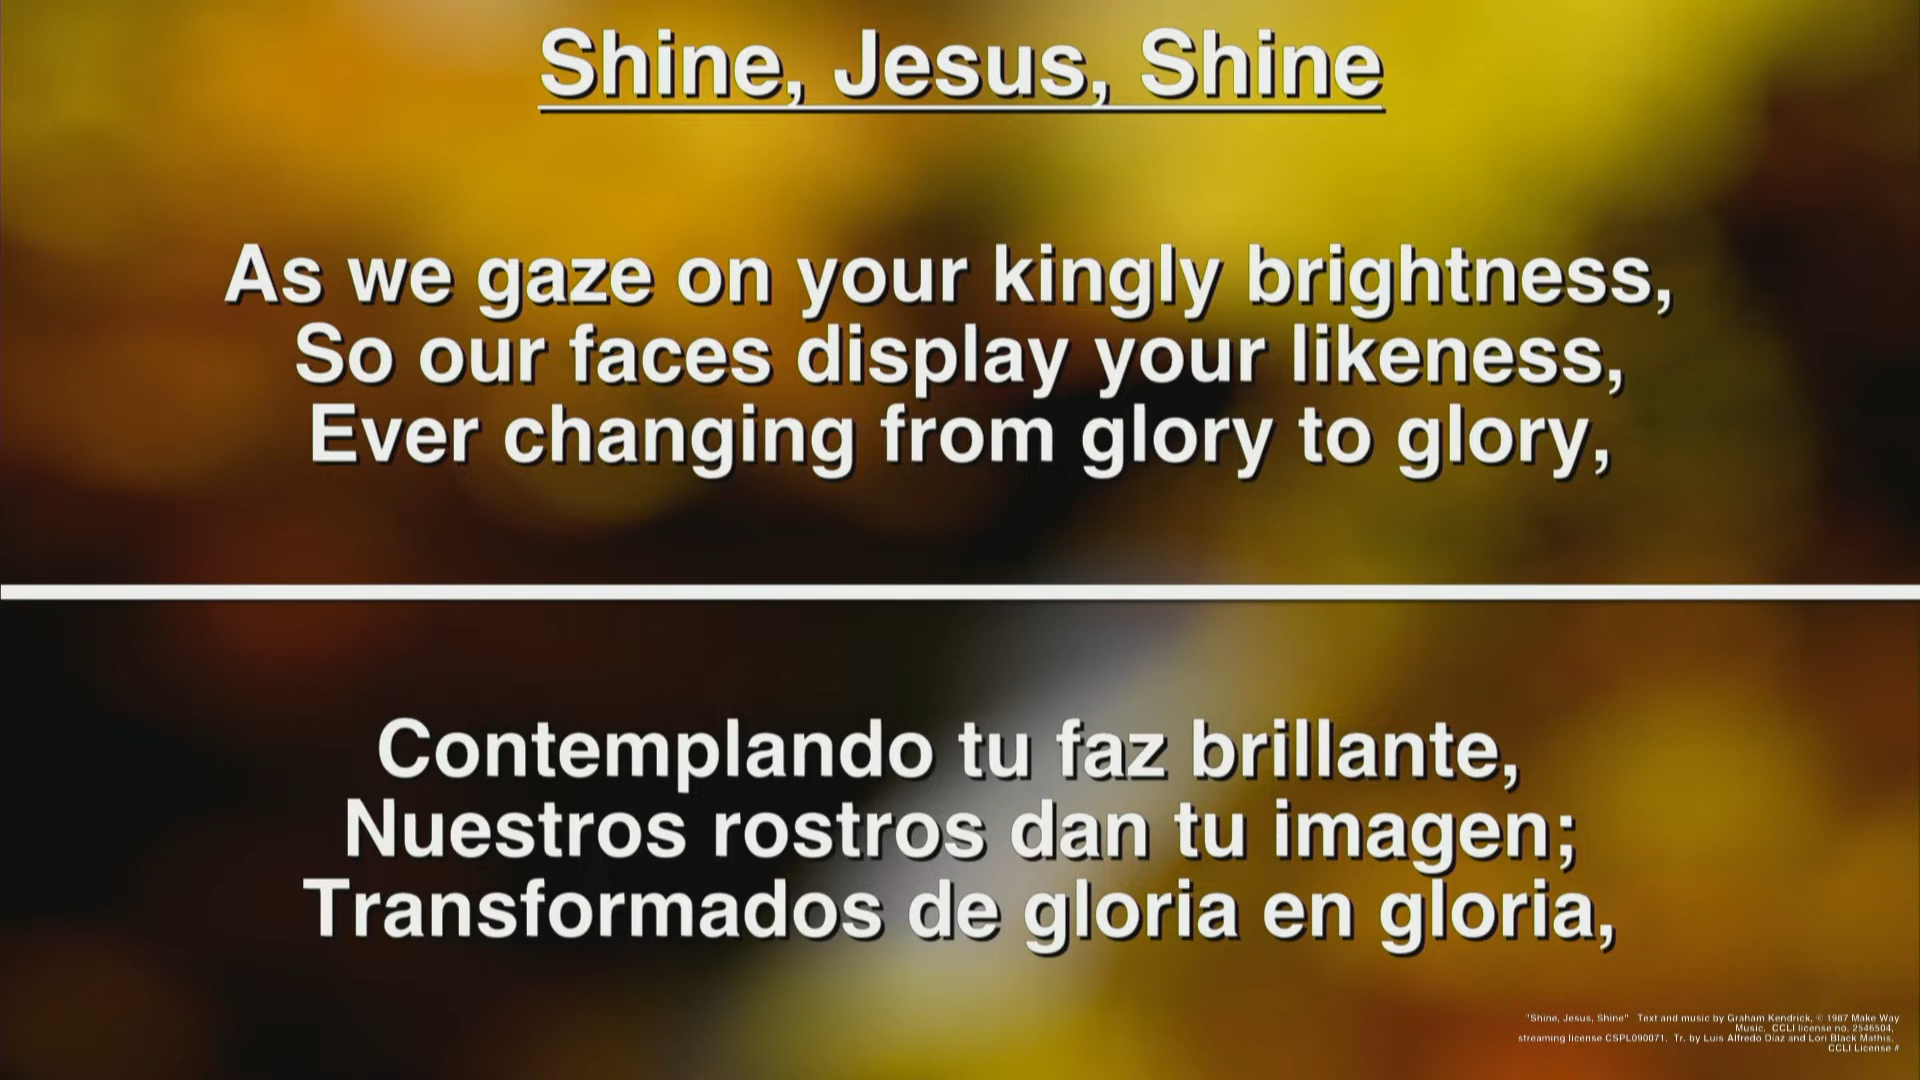 Shine, Jesus, Shine
As we gaze on your kingly brightness,
So our faces display your likeness,
Ever changing from glory to glory,
Contemplando tu faz brillante,
Nuestros rostros dan tu imagen;
Transformados de gloria en gloria,
"Shine, Jesus, Shine" Text and music by Graham Kendrick, © 1987 Make Way
Music. CCLI license no. 2546504,
streaming license CSPL090071. Tr. by Luis Alfredo Diaz and Lori Black Mathis.
CCLI License #